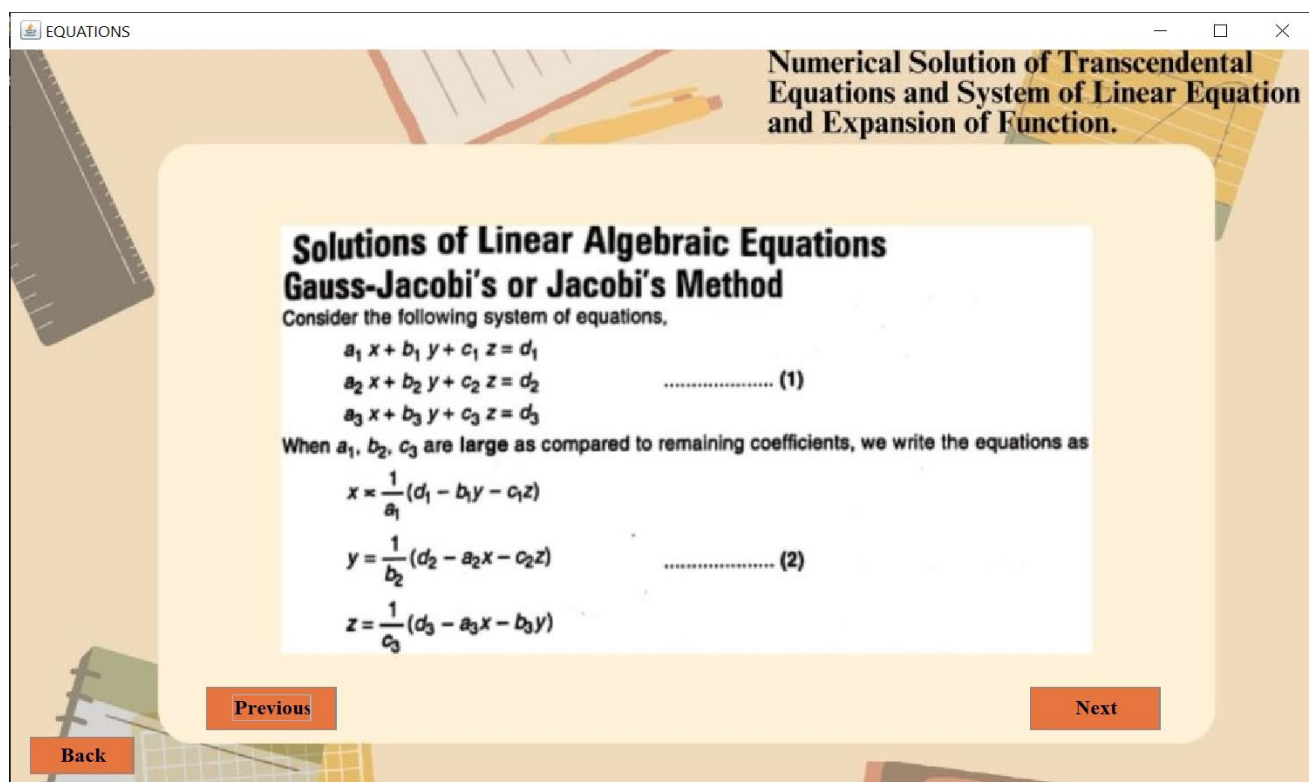 EQUATIONS
Numerical Solution of Transcendental
Equations and System of Linear Equation
and Expansion of Function.
Solutions of Linear Algebraic Equations
Gauss-Jacobi's or Jacobi's Method
Consider the following system of equations,
a₁ x + b₁ y + c₁ z = d₁
a₂ x + b₂ y + c₂ z = d₂ .................... (1)
a₃ x + b₃ y + c₃ z = d₃
When a₁, b₂, c₃ are large as compared to remaining coefficients, we write the equations as
x = 1/a₁ (d₁ − b₁y − c₁z)
y = 1/b₂ (d₂ − a₂x − c₂z) .................... (2)
z = 1/c₃ (d₃ − a₃x − b₃y)
Previous Next
Back